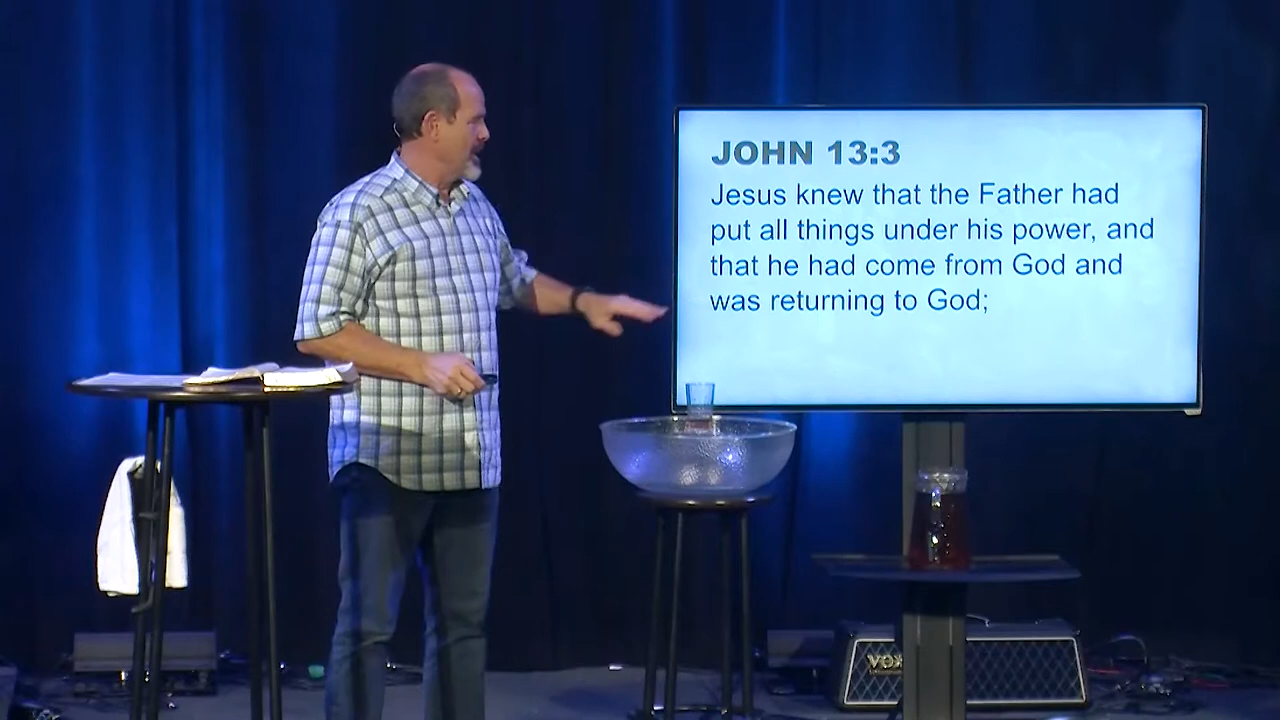 JOHN 13:3
Jesus knew that the Father had
put all things under his power, and
that he had come from God and
was returning to God;
VOX